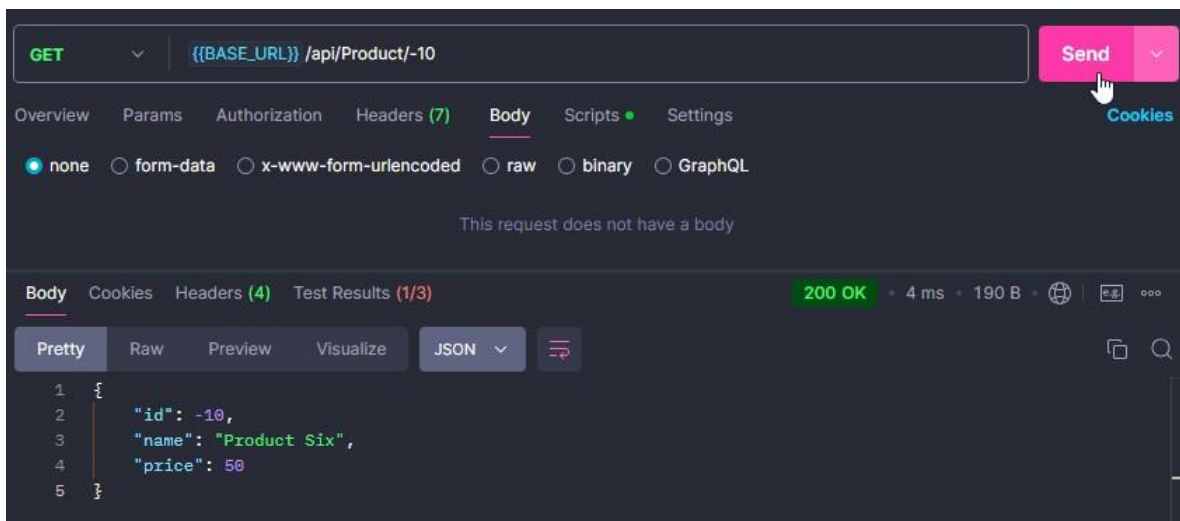 GET {{BASE_URL}} /api/Product/-10 Send
Overview Params Authorization Headers (7) Body Scripts Settings Cookies
none form-data x-www-form-urlencoded raw binary GraphQL
This request does not have a body
Body Cookies Headers (4) Test Results (1/3) 200 OK • 4 ms • 190 B • e.g.
Pretty Raw Preview Visualize JSON
1 {
2 "id": -10,
3 "name": "Product Six",
4 "price": 50
5 }